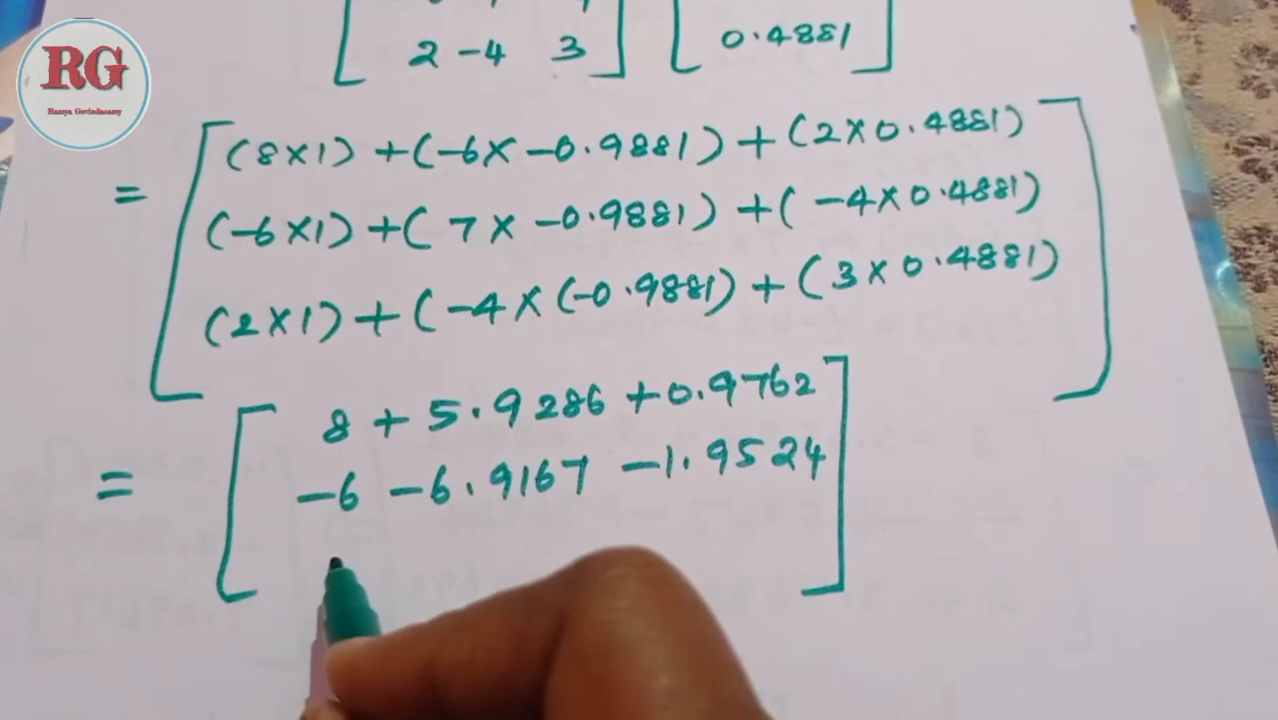 RG
Ramya Govindasamy
2 -4 3 0.4881
= (8×1) +(-6× -0.9881) +(2×0.4881)
(-6×1) +( 7× -0.9881) +( -4×0.4881)
(2×1) + (-4×(-0.9881) + (3×0.4881)
8 + 5.9286 +0.9762
= -6 -6.9167 -1.9524